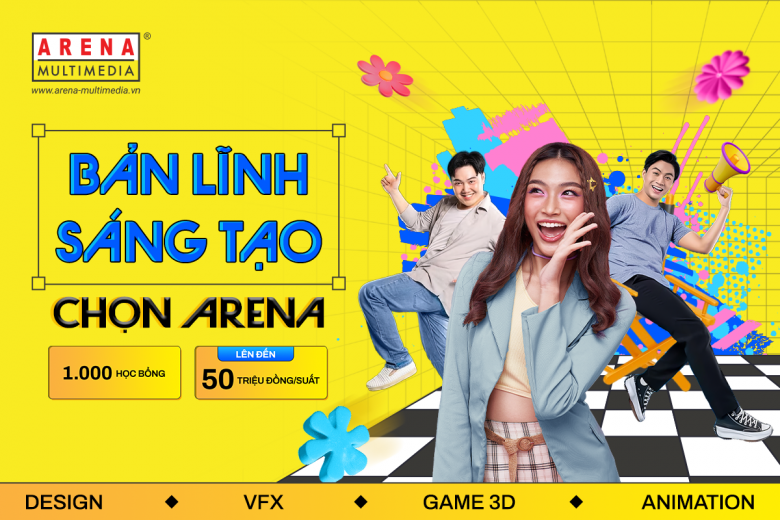 ARENA ®
MULTIMEDIA
www.arena-multimedia.vn
BẢN LĨNH
SÁNG TẠO
CHỌN ARENA
1.000 HỌC BỔNG
LÊN ĐẾN
50 TRIỆU ĐỒNG/SUẤT
DESIGN ◆ VFX ◆ GAME 3D ◆ ANIMATION